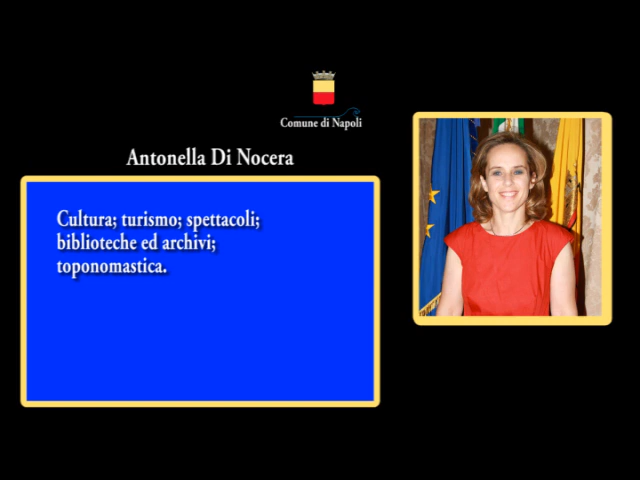 Comune di Napoli
Antonella Di Nocera
Cultura; turismo; spettacoli;
biblioteche ed archivi;
toponomastica.